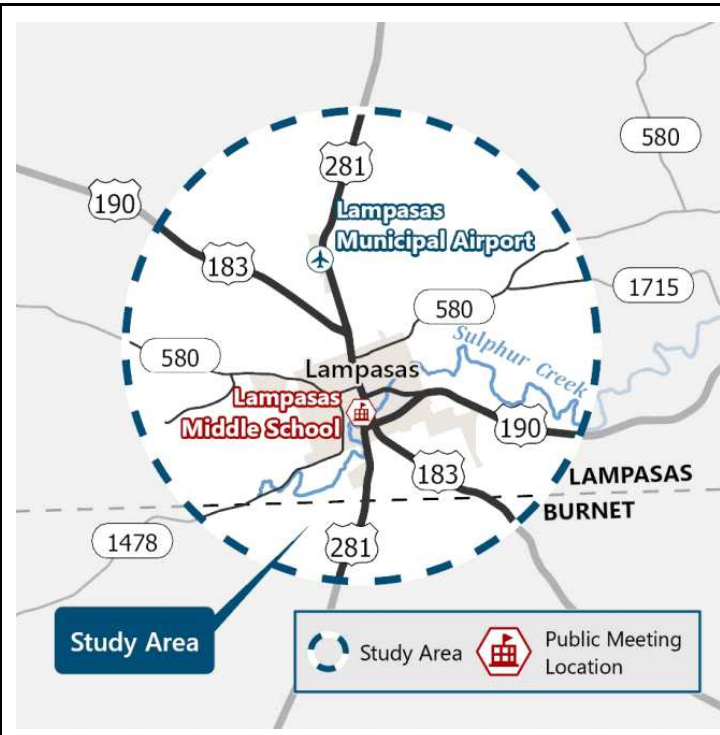 580
281
190
Lampasas
Municipal Airport
183
1715
580
Sulphur Creek
580
Lampasas
Lampasas
Middle School
190
183
LAMPASAS
BURNET
1478
281
Study Area
Study Area
Public Meeting
Location